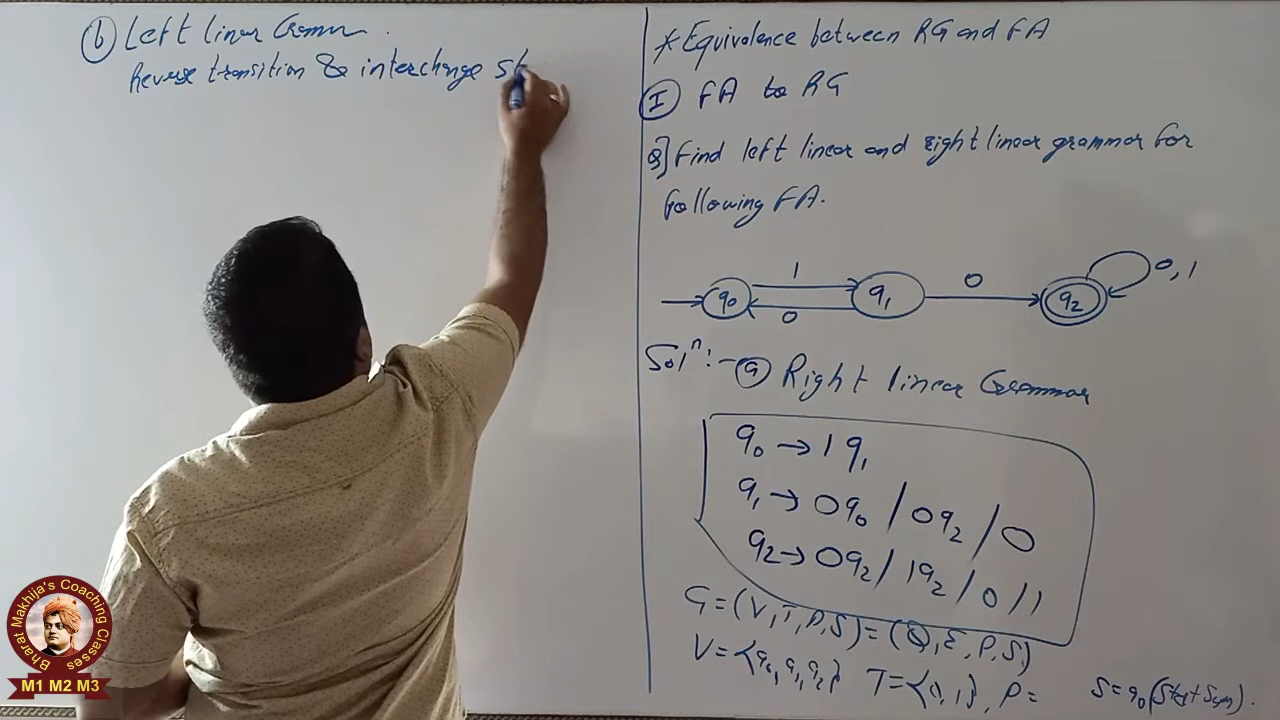 b Left linear Grammar.
Reverse transition & interchange st
* Equivalence between RG and FA
I FA to RG
Q] Find left linear and right linear grammar for
following FA.
1
q0 q1 0 q2 0,1
0
Solⁿ:- a Right linear Grammar
q0 → 1q1
q1 → 0q0 / 0q2 / 0
q2 → 0q2 / 1q2 / 0 / 1
G = (V, T, P, S) = (Q, Σ, P, S)
V = {q0, q1, q2} T = {0, 1}, P = S = q0 (Start Sym).
Bharat Makhija's Coaching Classes
M1 M2 M3